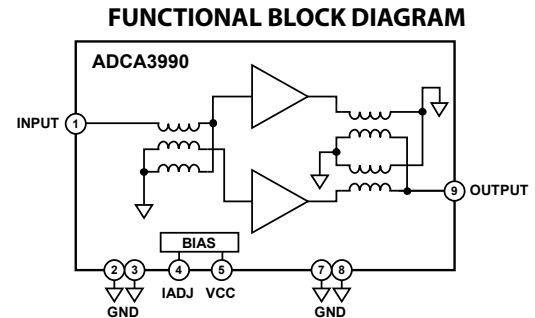 FUNCTIONAL BLOCK DIAGRAM
ADCA3990
INPUT 1
9 OUTPUT
BIAS
2 3 4 5 7 8
IADJ VCC
GND GND